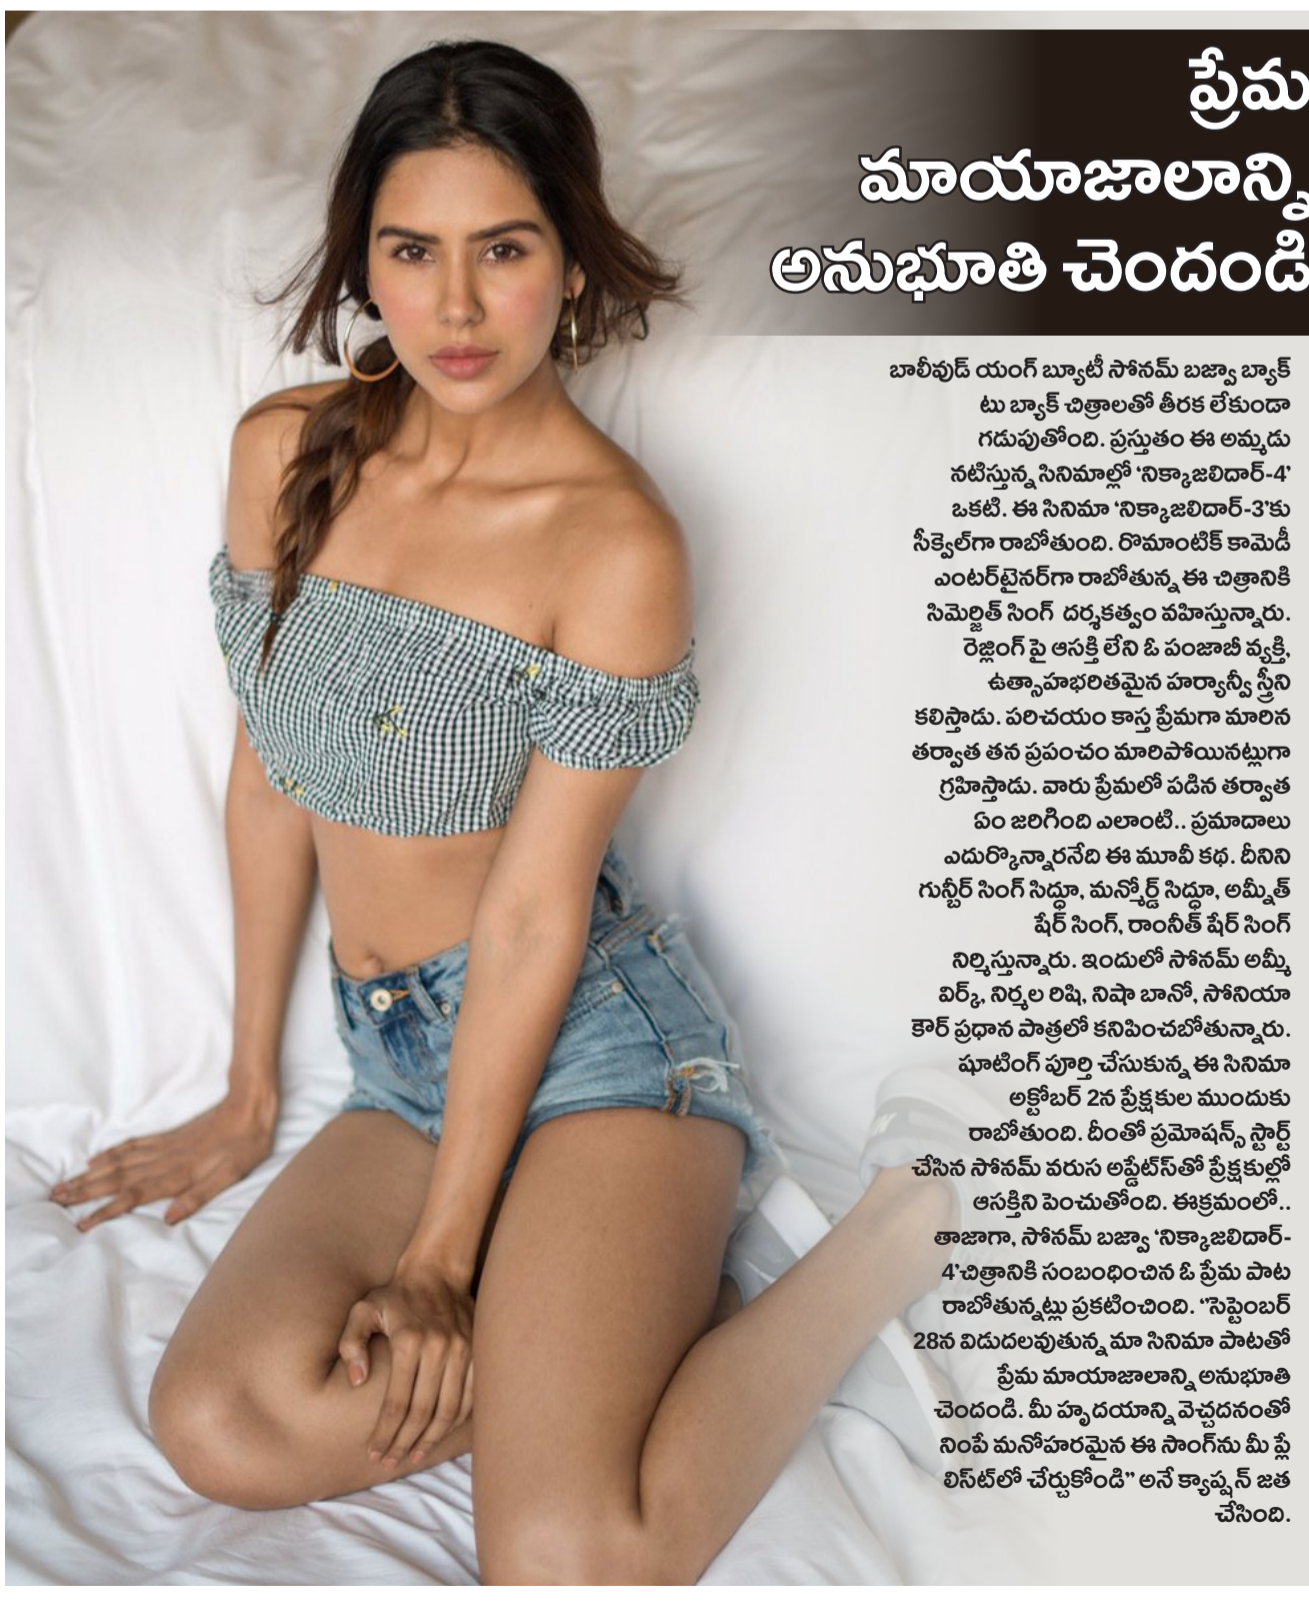 ప్రేమ
మాయాజాలాన్ని
అనుభూతి చెందండి
బాలీవుడ్ యంగ్ బ్యూటీ సోనమ్ బజ్వా బ్యాక్
టు బ్యాక్ చిత్రాలతో తీరక లేకుండా
గడుపుతోంది. ప్రస్తుతం ఈ అమ్మడు
నటిస్తున్న సినిమాల్లో ‘నిక్కాజలిదార్-4’
ఒకటి. ఈ సినిమా ‘నిక్కాజలిదార్-3’కు
సీక్వెల్‌గా రాబోతుంది. రొమాంటిక్ కామెడీ
ఎంటర్‌టైనర్‌గా రాబోతున్న ఈ చిత్రానికి
సిమెర్జిత్ సింగ్ దర్శకత్వం వహిస్తున్నారు.
రెజ్లింగ్ పై ఆసక్తి లేని ఓ పంజాబీ వ్యక్తి,
ఉత్సాహభరితమైన హర్యాన్వీ స్త్రీని
కలిస్తాడు. పరిచయం కాస్త ప్రేమగా మారిన
తర్వాత తన ప్రపంచం మారిపోయినట్లుగా
గ్రహిస్తాడు. వారు ప్రేమలో పడిన తర్వాత
ఏం జరిగింది ఎలాంటి.. ప్రమాదాలు
ఎదుర్కొన్నారనేది ఈ మూవీ కథ. దీనిని
గున్బీర్ సింగ్ సిద్ధూ, మన్మోర్డ్ సిద్ధూ, అమ్నీత్
షేర్ సింగ్, రాంనీత్ షేర్ సింగ్
నిర్మిస్తున్నారు. ఇందులో సోనమ్ అమ్మీ
విర్క్, నిర్మల రిషి, నిషా బానో, సోనియా
కౌర్ ప్రధాన పాత్రలో కనిపించబోతున్నారు.
షూటింగ్ పూర్తి చేసుకున్న ఈ సినిమా
అక్టోబర్ 2న ప్రేక్షకుల ముందుకు
రాబోతుంది. దీంతో ప్రమోషన్స్ స్టార్ట్
చేసిన సోనమ్ వరుస అప్డేట్స్‌తో ప్రేక్షకుల్లో
ఆసక్తిని పెంచుతోంది. ఈక్రమంలో..
తాజాగా, సోనమ్ బజ్వా ‘నిక్కాజలిదార్-
4’చిత్రానికి సంబంధించిన ఓ ప్రేమ పాట
రాబోతున్నట్లు ప్రకటించింది. “సెప్టెంబర్
28న విడుదలవుతున్న మా సినిమా పాటతో
ప్రేమ మాయాజాలాన్ని అనుభూతి
చెందండి. మీ హృదయాన్ని వెచ్చదనంతో
నింపే మనోహరమైన ఈ సాంగ్‌ను మీ ప్లే
లిస్ట్‌లో చేర్చుకోండి” అనే క్యాప్షన్ జత
చేసింది.